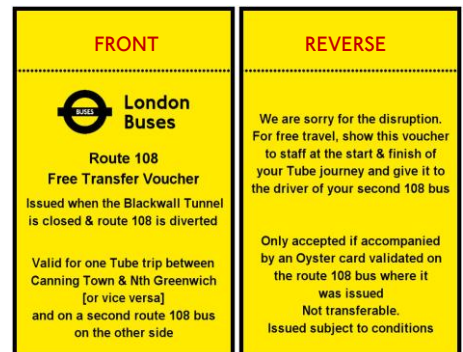 FRONT
BUSES
London
Buses
Route 108
Free Transfer Voucher
Issued when the Blackwall Tunnel
is closed & route 108 is diverted
Valid for one Tube trip between
Canning Town & Nth Greenwich
[or vice versa]
and on a second route 108 bus
on the other side
REVERSE
We are sorry for the disruption.
For free travel, show this voucher
to staff at the start & finish of
your Tube journey and give it to
the driver of your second 108 bus
Only accepted if accompanied
by an Oyster card validated on
the route 108 bus where it
was issued
Not transferable.
Issued subject to conditions